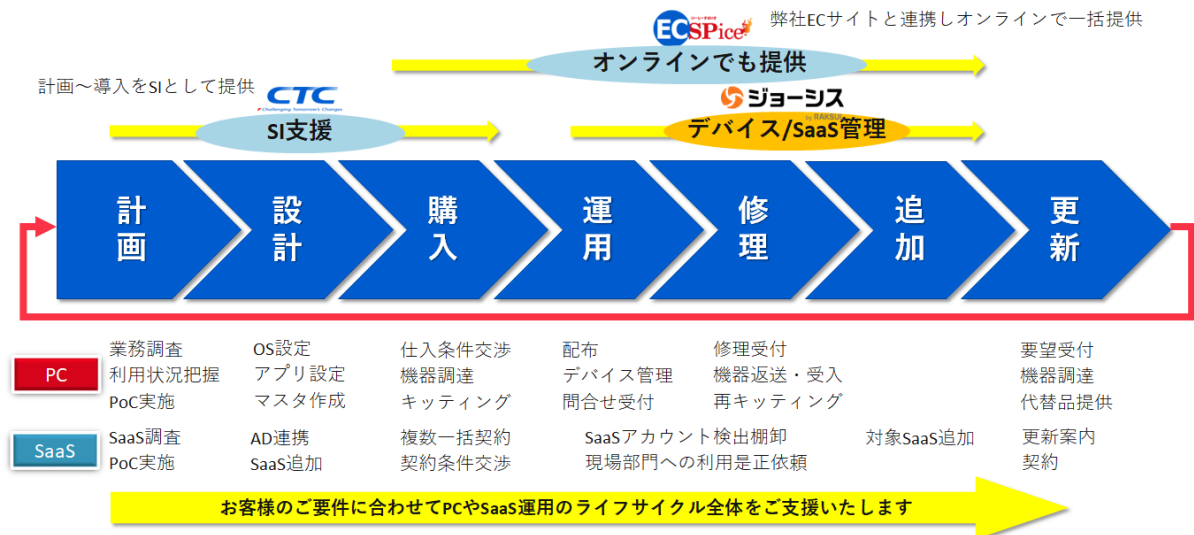 ECSPice
弊社ECサイトと連携しオンラインで一括提供
オンラインでも提供
計画～導入をSIとして提供
CTC
Challenging Tomorrow's Changes
SI支援
ジョーシス
by RAKSUL
デバイス/SaaS管理
計画
設計
購入
運用
修理
追加
更新
PC
業務調査
利用状況把握
PoC実施
OS設定
アプリ設定
マスタ作成
仕入条件交渉
機器調達
キッティング
配布
デバイス管理
問合せ受付
修理受付
機器返送・受入
再キッティング
要望受付
機器調達
代替品提供
SaaS
SaaS調査
PoC実施
AD連携
SaaS追加
複数一括契約
契約条件交渉
SaaSアカウント検出棚卸
現場部門への利用是正依頼
対象SaaS追加
更新案内
契約
お客様のご要件に合わせてPCやSaaS運用のライフサイクル全体をご支援いたします